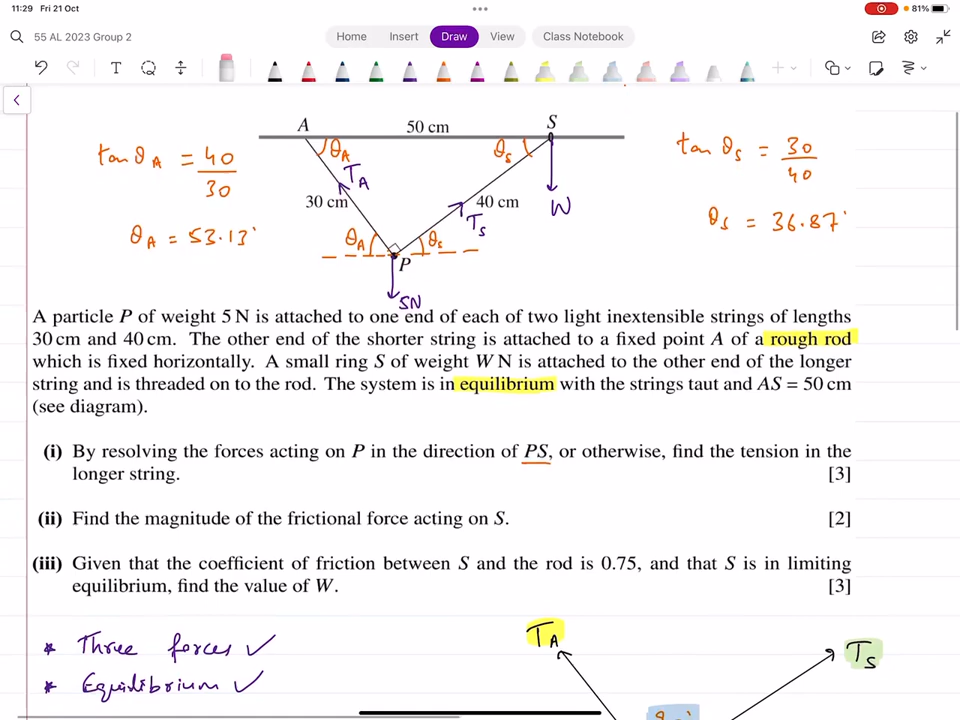 11:29 Fri 21 Oct
81%
55 AL 2023 Group 2
Home Insert Draw View Class Notebook
A 50 cm S
tan θA = 40/30
θA
θs
tan θs = 30/40
TA
30 cm
40 cm
Ts
W
θA = 53.13°
θs = 36.87°
θA
θs
P
5N
A particle P of weight 5 N is attached to one end of each of two light inextensible strings of lengths
30 cm and 40 cm. The other end of the shorter string is attached to a fixed point A of a rough rod
which is fixed horizontally. A small ring S of weight W N is attached to the other end of the longer
string and is threaded on to the rod. The system is in equilibrium with the strings taut and AS = 50 cm
(see diagram).
(i) By resolving the forces acting on P in the direction of PS, or otherwise, find the tension in the
longer string. [3]
(ii) Find the magnitude of the frictional force acting on S. [2]
(iii) Given that the coefficient of friction between S and the rod is 0.75, and that S is in limiting
equilibrium, find the value of W. [3]
* Three forces ✓
TA
Ts
* Equilibrium ✓